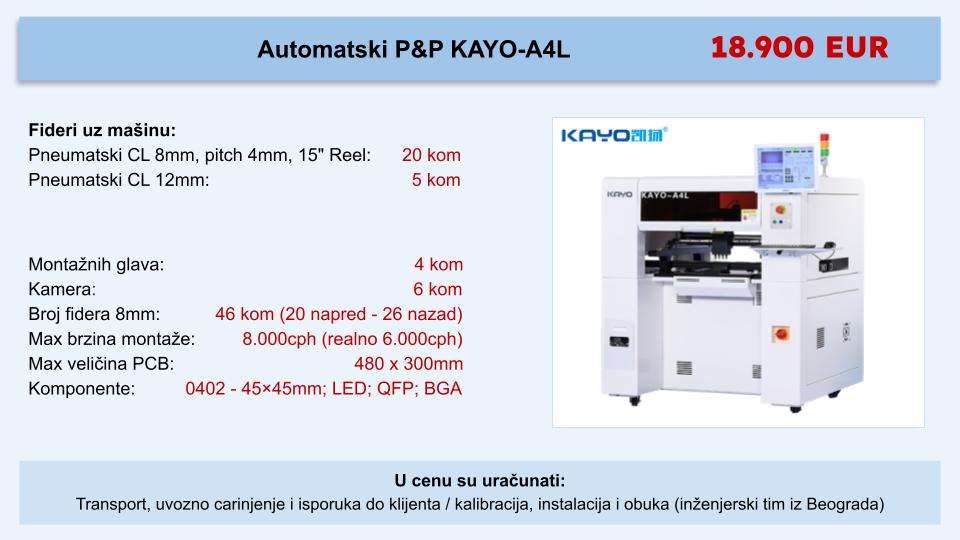 Automatski P&P KAYO-A4L
18.900 EUR
Fideri uz mašinu:
Pneumatski CL 8mm, pitch 4mm, 15" Reel: 20 kom
Pneumatski CL 12mm: 5 kom
Montažnih glava: 4 kom
Kamera: 6 kom
Broj fidera 8mm: 46 kom (20 napred - 26 nazad)
Max brzina montaže: 8.000cph (realno 6.000cph)
Max veličina PCB: 480 x 300mm
Komponente: 0402 - 45×45mm; LED; QFP; BGA
KAYO凯扬®
KAYO
KAYO-A4L
U cenu su uračunati:
Transport, uvozno carinjenje i isporuka do klijenta / kalibracija, instalacija i obuka (inženjerski tim iz Beograda)